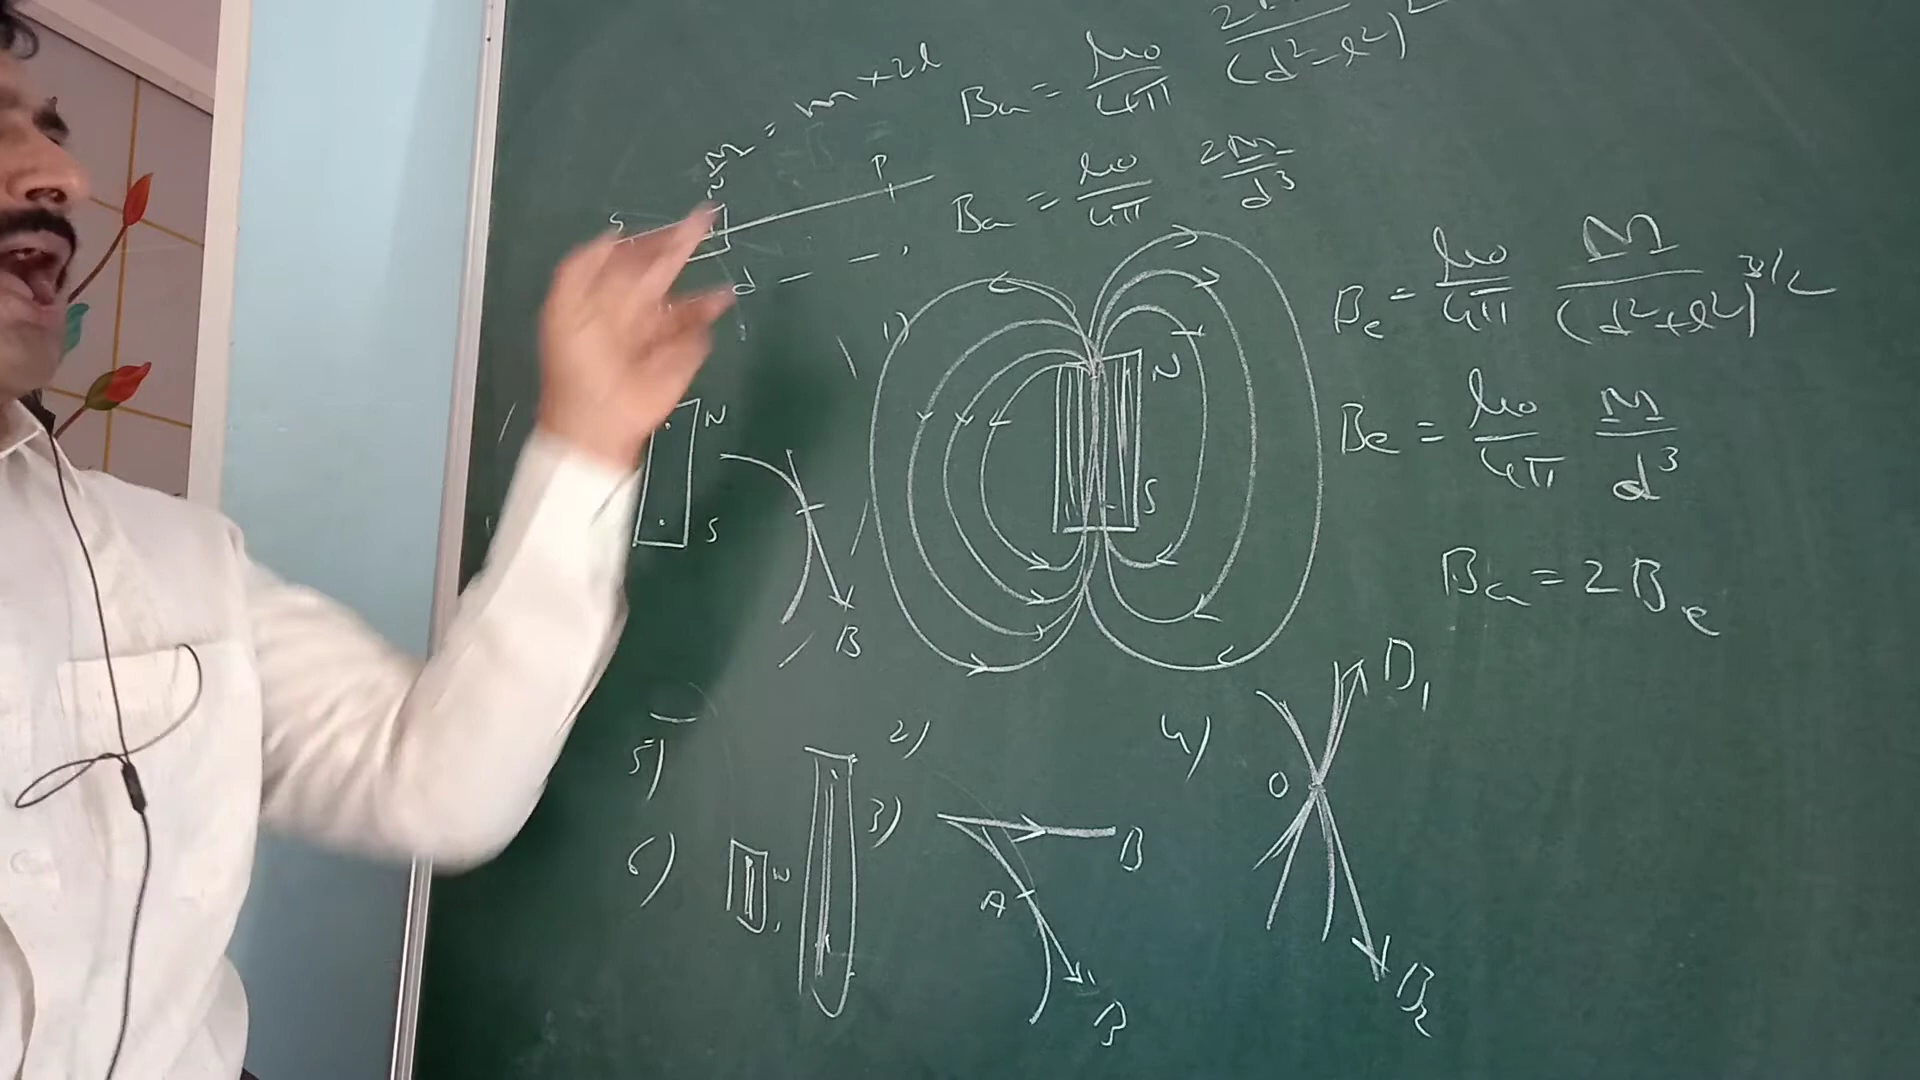 M = m × 2l
Ba = μ₀/4π 2M/(d²-l²)²
P
S
N
Ba = μ₀/4π 2M/d³
d
Be = μ₀/4π M/(d²+l²)^3/2
1)
N
S
N
S
Be = μ₀/4π M/d³
B
Ba = 2Be
2)
4)
B₁
O
B₂
5)
3)
B
A
B
6)
N